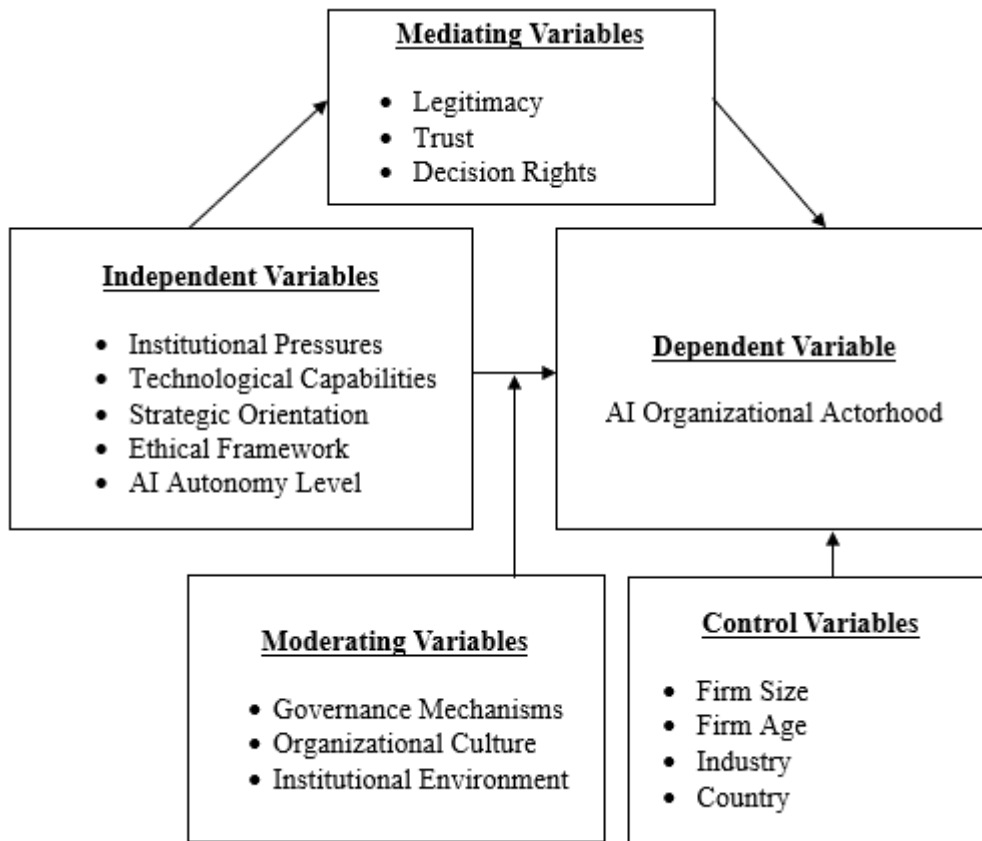 Mediating Variables
• Legitimacy
• Trust
• Decision Rights
Independent Variables
• Institutional Pressures
• Technological Capabilities
• Strategic Orientation
• Ethical Framework
• AI Autonomy Level
Dependent Variable
AI Organizational Actorhood
Moderating Variables
• Governance Mechanisms
• Organizational Culture
• Institutional Environment
Control Variables
• Firm Size
• Firm Age
• Industry
• Country